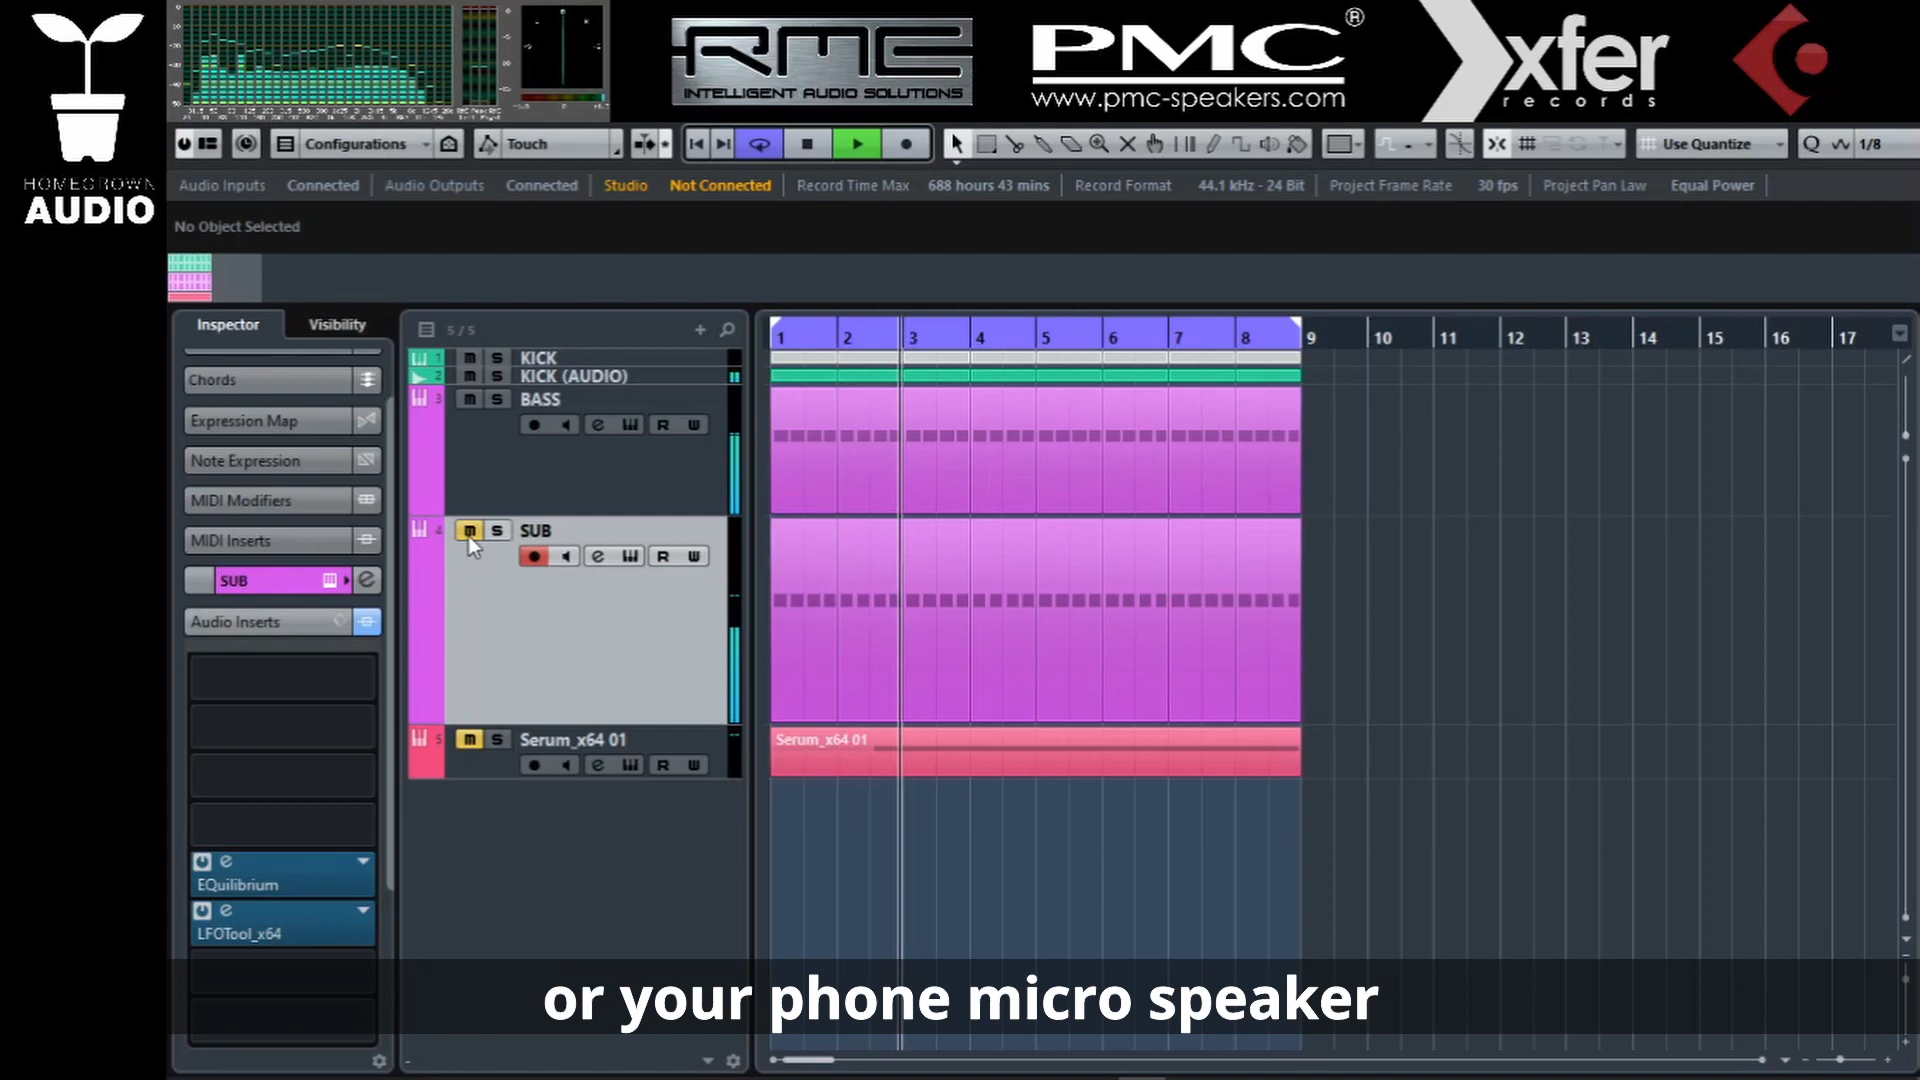 HOMEGROWN
AUDIO
RME
INTELLIGENT AUDIO SOLUTIONS
PMC®
www.pmc-speakers.com
xfer
records
Configurations
Touch
Use Quantize
Q
1/8
Audio Inputs Connected Audio Outputs Connected Studio Not Connected Record Time Max 688 hours 43 mins Record Format 44.1 kHz - 24 Bit Project Frame Rate 30 fps Project Pan Law Equal Power
No Object Selected
Inspector Visibility
5 / 5
1 2 3 4 5 6 7 8 9 10 11 12 13 14 15 16 17
Chords
Expression Map
Note Expression
MIDI Modifiers
MIDI Inserts
SUB
Audio Inserts
EQuilibrium
LFOTool_x64
1 m S KICK
2 m S KICK (AUDIO)
3 m S BASS
e R W
4 m S SUB
e R W
5 m S Serum_x64 01
e R W
Serum_x64 01
or your phone micro speaker